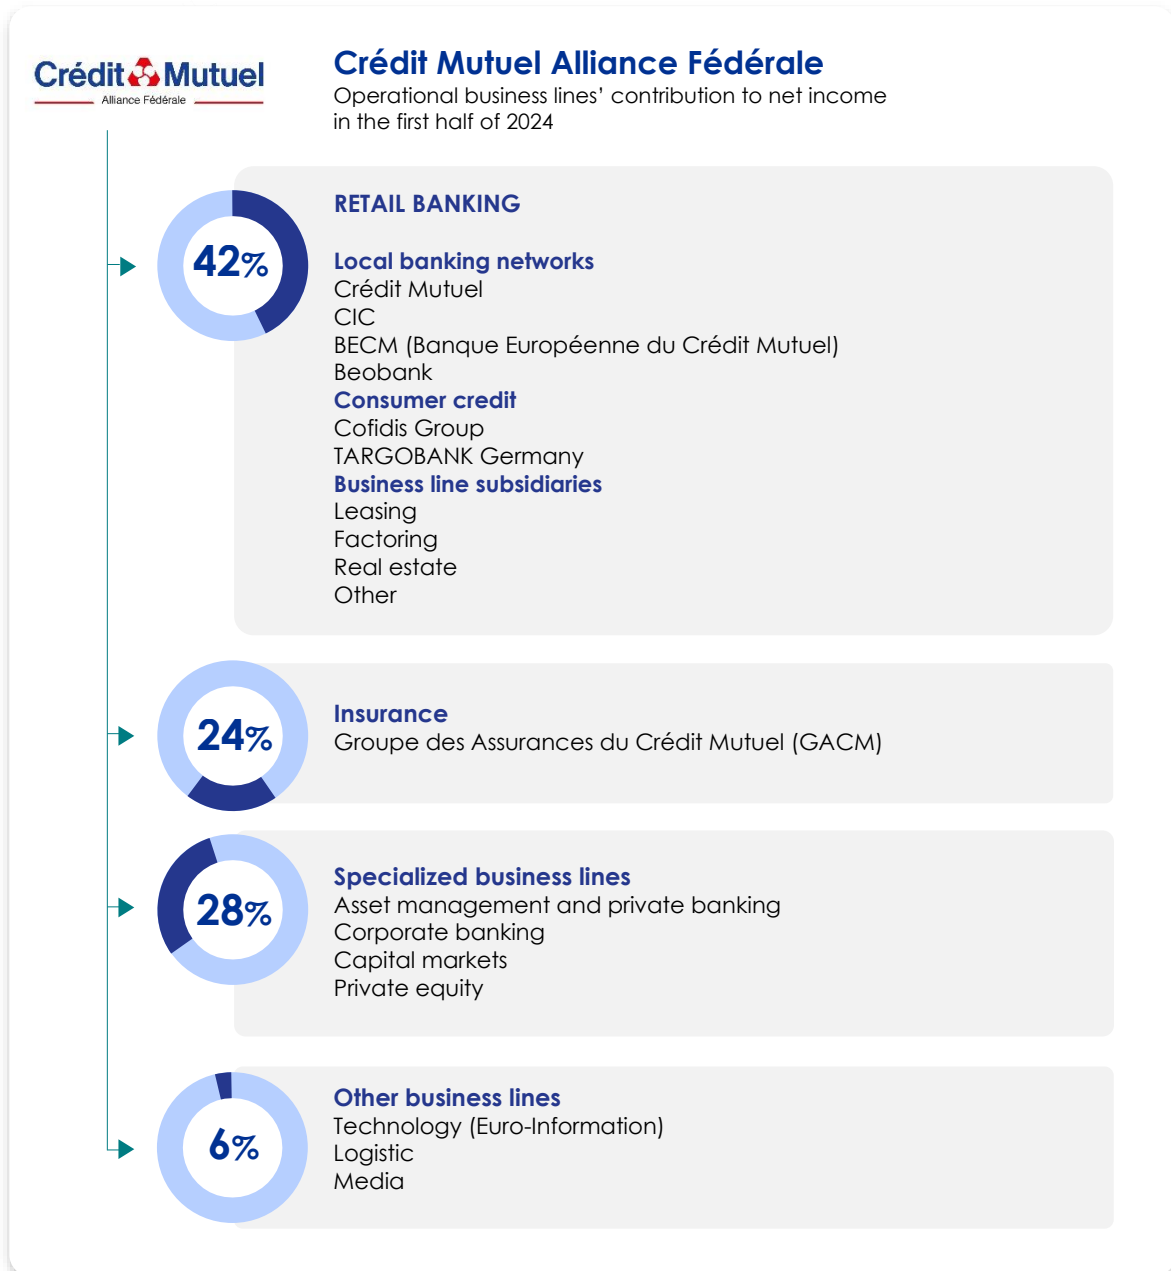 Crédit Mutuel
Alliance Fédérale
Crédit Mutuel Alliance Fédérale
Operational business lines’ contribution to net income
in the first half of 2024
42%
RETAIL BANKING
Local banking networks
Crédit Mutuel
CIC
BECM (Banque Européenne du Crédit Mutuel)
Beobank
Consumer credit
Cofidis Group
TARGOBANK Germany
Business line subsidiaries
Leasing
Factoring
Real estate
Other
24%
Insurance
Groupe des Assurances du Crédit Mutuel (GACM)
28%
Specialized business lines
Asset management and private banking
Corporate banking
Capital markets
Private equity
6%
Other business lines
Technology (Euro-Information)
Logistic
Media